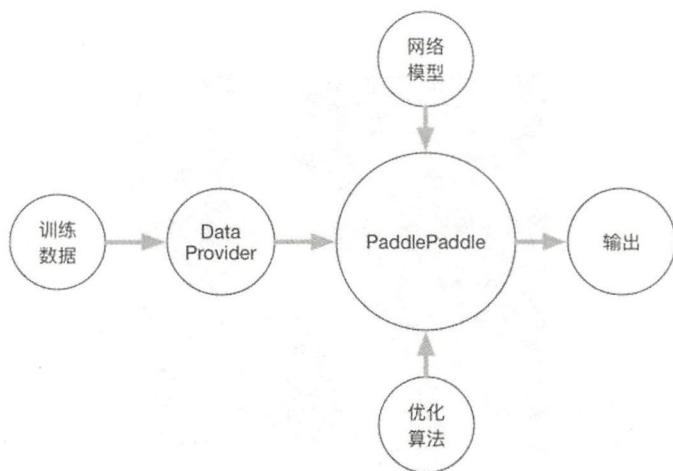 网络
模型
训练
数据
Data
Provider
PaddlePaddle
输出
优化
算法